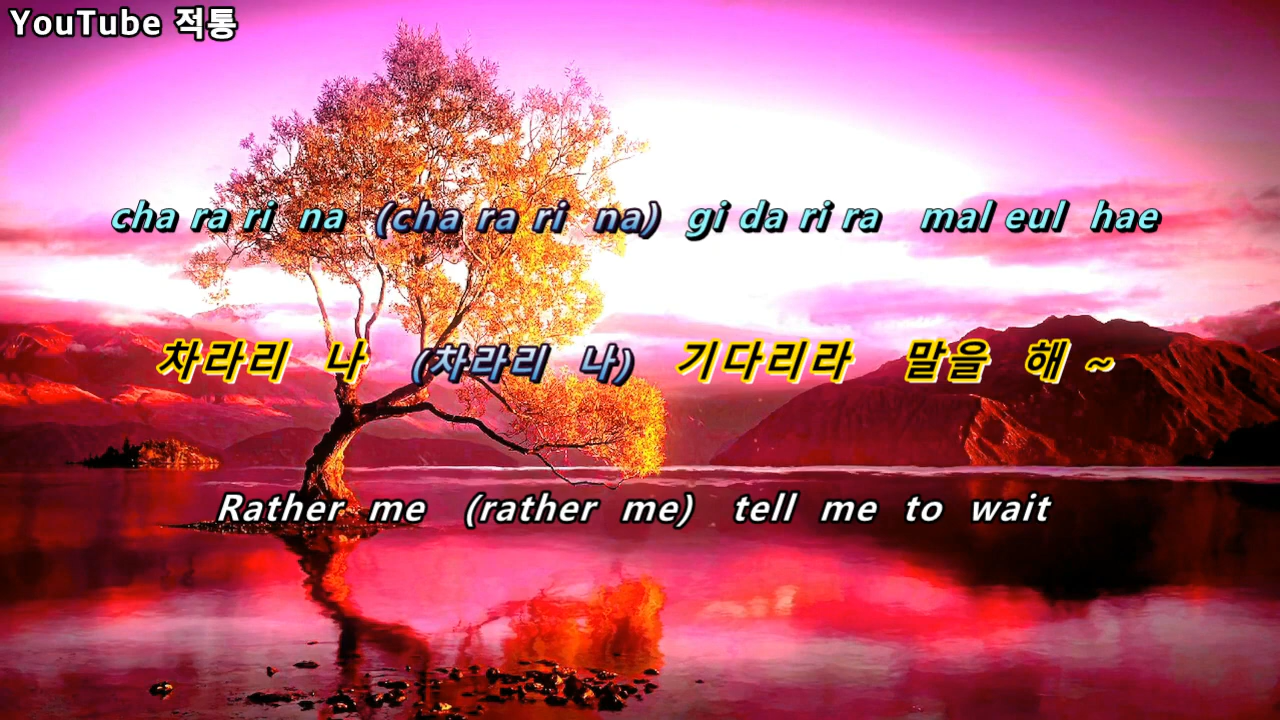 YouTube 적통
cha ra ri na (cha ra ri na) gi da ri ra mal eul hae
차라리 나 (차라리 나) 기다리라 말을 해 ~
Rather me (rather me) tell me to wait